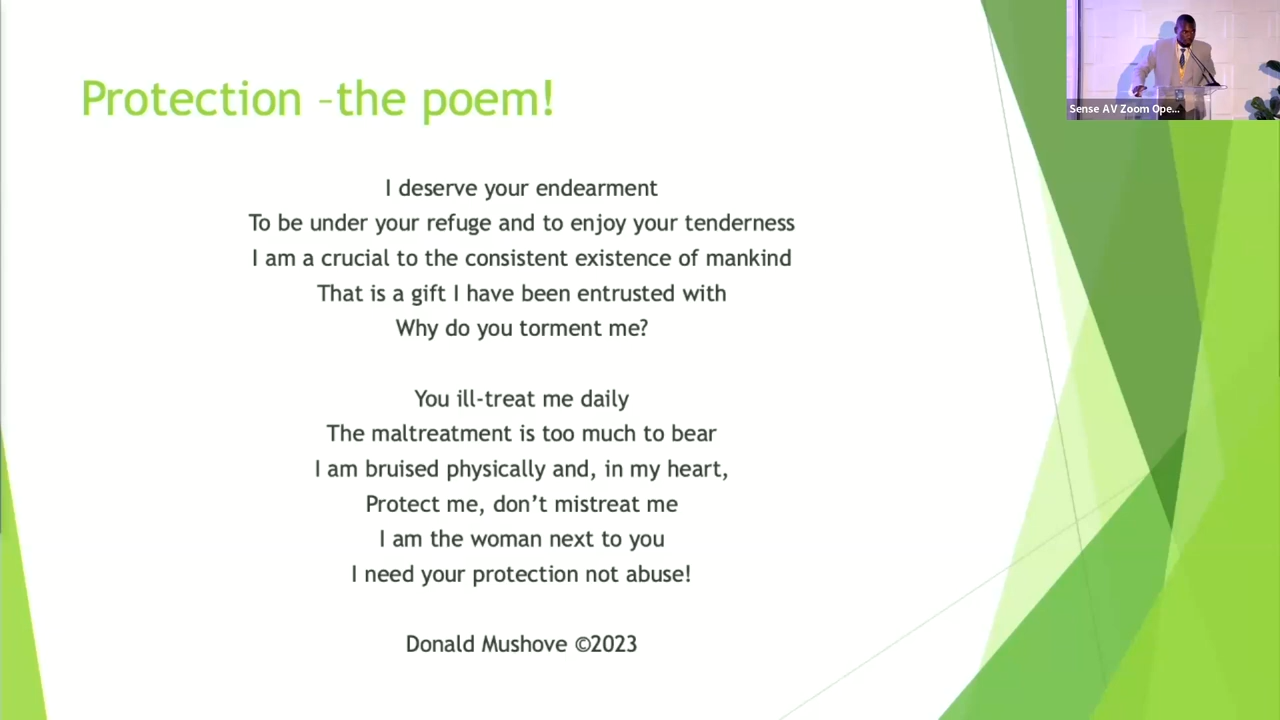 Protection –the poem!
I deserve your endearment
To be under your refuge and to enjoy your tenderness
I am a crucial to the consistent existence of mankind
That is a gift I have been entrusted with
Why do you torment me?
You ill-treat me daily
The maltreatment is too much to bear
I am bruised physically and, in my heart,
Protect me, don’t mistreat me
I am the woman next to you
I need your protection not abuse!
Donald Mushove ©2023
Sense AV Zoom Ope...